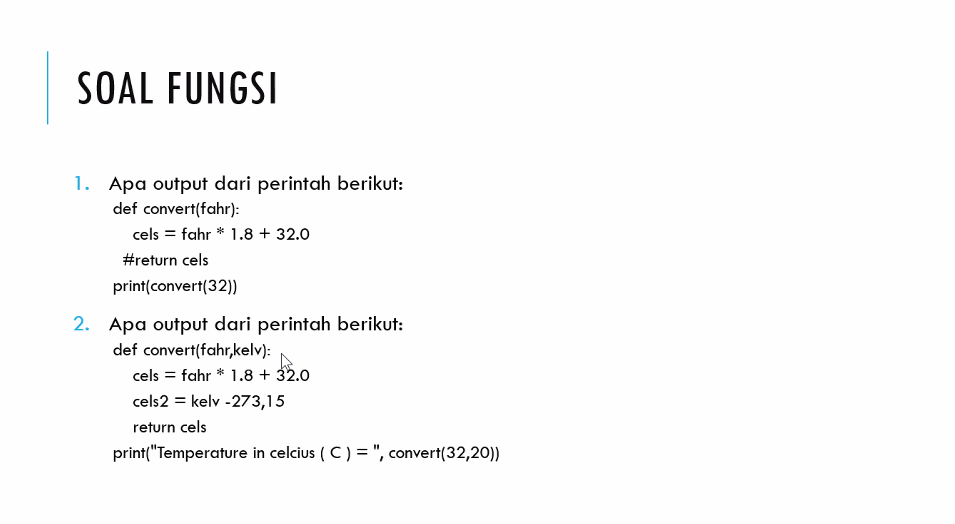 SOAL FUNGSI
1. Apa output dari perintah berikut:
def convert(fahr):
cels = fahr * 1.8 + 32.0
#return cels
print(convert(32))
2. Apa output dari perintah berikut:
def convert(fahr,kelv):
cels = fahr * 1.8 + 32.0
cels2 = kelv -273,15
return cels
print("Temperature in celcius ( C ) = ", convert(32,20))